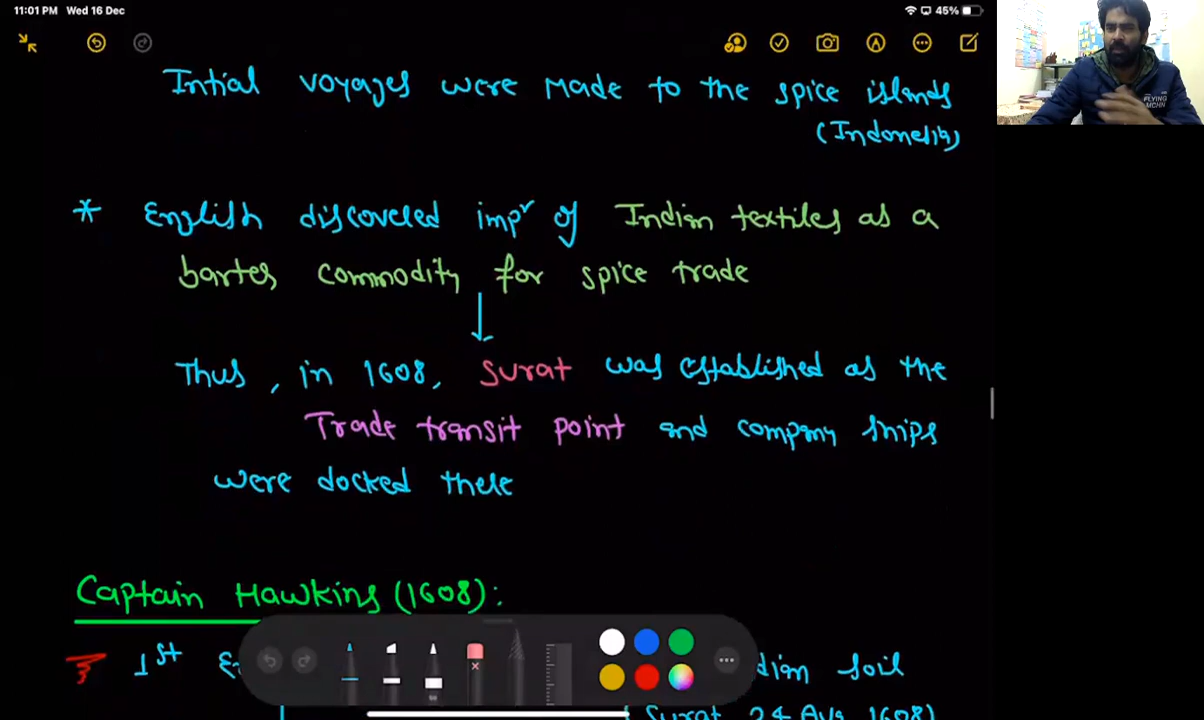 11:01 PM Wed 16 Dec
45%
Intial voyages were made to the spice islands
(Indonesia)
* English discovered impr of Indian textiles as a
barter commodity for spice trade
Thus, in 1608, Surat was established as the
Trade transit point and company ships
were docked there
Captain Hawkins (1608):
1st E
dian soil
(Surat 24 Aug 1608)
FLYING
MCHN